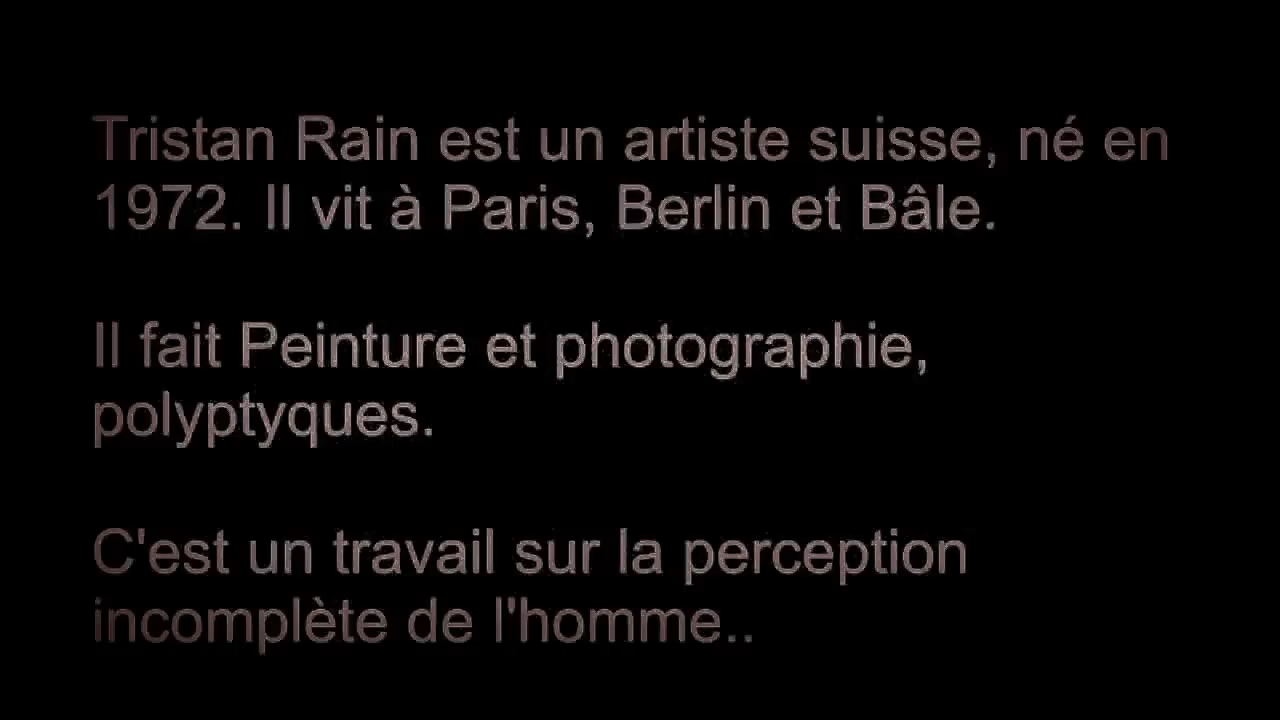 Tristan Rain est un artiste suisse, né en
1972. Il vit à Paris, Berlin et Bâle.
Il fait Peinture et photographie,
polyptyques.
C'est un travail sur la perception
incomplète de l'homme..